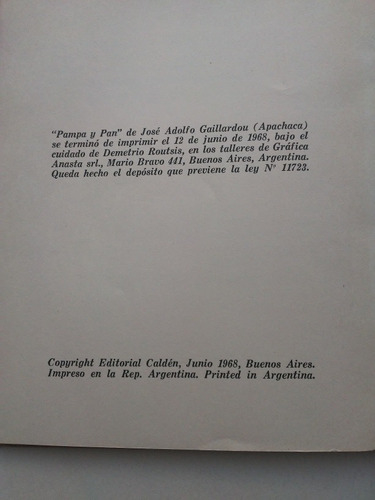 "Pampa y Pan" de José Adolfo Gaillardou (Apachaca)
se terminó de imprimir el 12 de junio de 1968, bajo el
cuidado de Demetrio Routsis, en los talleres de Gráfica
Anasta srl., Mario Bravo 441, Buenos Aires, Argentina.
Queda hecho el depósito que previene la ley Nº 11723.
Copyright Editorial Caldén, Junio 1968, Buenos Aires.
Impreso en la Rep. Argentina. Printed in Argentina.